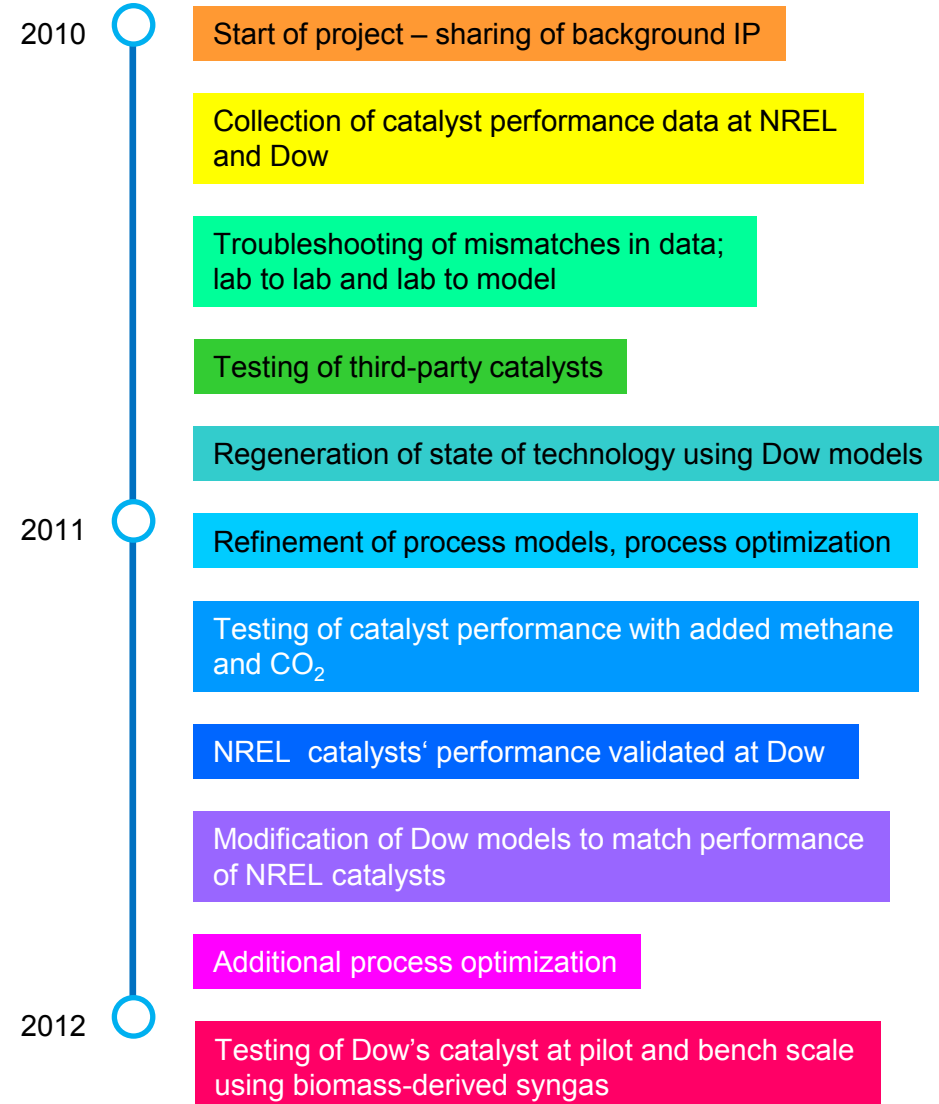 2010
Start of project – sharing of background IP
Collection of catalyst performance data at NREL
and Dow
Troubleshooting of mismatches in data;
lab to lab and lab to model
Testing of third-party catalysts
Regeneration of state of technology using Dow models
2011
Refinement of process models, process optimization
Testing of catalyst performance with added methane
and CO₂
NREL  catalysts‘ performance validated at Dow
Modification of Dow models to match performance
of NREL catalysts
Additional process optimization
2012
Testing of Dow’s catalyst at pilot and bench scale
using biomass-derived syngas